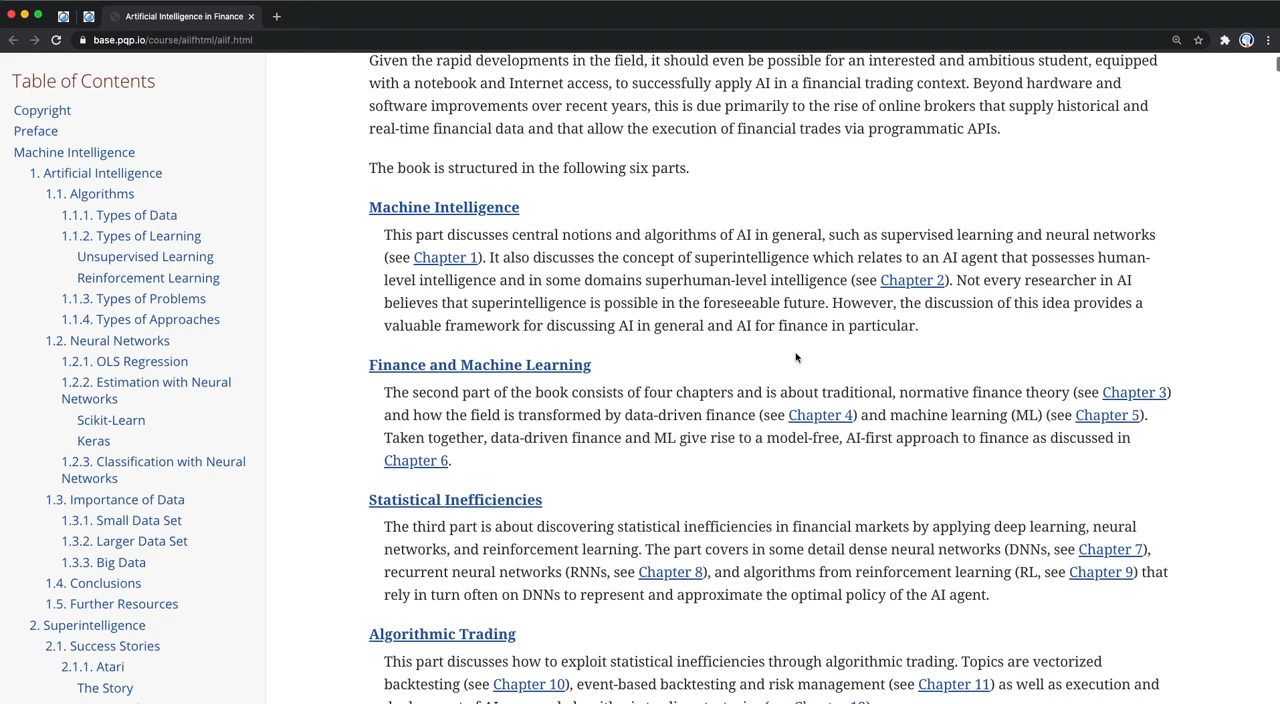 Artificial Intelligence in Finance
base.pqp.io/course/aiifhtml/aiif.html
Table of Contents
Copyright
Preface
Machine Intelligence
1. Artificial Intelligence
1.1. Algorithms
1.1.1. Types of Data
1.1.2. Types of Learning
Unsupervised Learning
Reinforcement Learning
1.1.3. Types of Problems
1.1.4. Types of Approaches
1.2. Neural Networks
1.2.1. OLS Regression
1.2.2. Estimation with Neural
Networks
Scikit-Learn
Keras
1.2.3. Classification with Neural
Networks
1.3. Importance of Data
1.3.1. Small Data Set
1.3.2. Larger Data Set
1.3.3. Big Data
1.4. Conclusions
1.5. Further Resources
2. Superintelligence
2.1. Success Stories
2.1.1. Atari
The Story
Given the rapid developments in the field, it should even be possible for an interested and ambitious student, equipped
with a notebook and Internet access, to successfully apply AI in a financial trading context. Beyond hardware and
software improvements over recent years, this is due primarily to the rise of online brokers that supply historical and
real-time financial data and that allow the execution of financial trades via programmatic APIs.
The book is structured in the following six parts.
Machine Intelligence
This part discusses central notions and algorithms of AI in general, such as supervised learning and neural networks
(see Chapter 1). It also discusses the concept of superintelligence which relates to an AI agent that possesses human-
level intelligence and in some domains superhuman-level intelligence (see Chapter 2). Not every researcher in AI
believes that superintelligence is possible in the foreseeable future. However, the discussion of this idea provides a
valuable framework for discussing AI in general and AI for finance in particular.
Finance and Machine Learning
The second part of the book consists of four chapters and is about traditional, normative finance theory (see Chapter 3)
and how the field is transformed by data-driven finance (see Chapter 4) and machine learning (ML) (see Chapter 5).
Taken together, data-driven finance and ML give rise to a model-free, AI-first approach to finance as discussed in
Chapter 6.
Statistical Inefficiencies
The third part is about discovering statistical inefficiencies in financial markets by applying deep learning, neural
networks, and reinforcement learning. The part covers in some detail dense neural networks (DNNs, see Chapter 7),
recurrent neural networks (RNNs, see Chapter 8), and algorithms from reinforcement learning (RL, see Chapter 9) that
rely in turn often on DNNs to represent and approximate the optimal policy of the AI agent.
Algorithmic Trading
This part discusses how to exploit statistical inefficiencies through algorithmic trading. Topics are vectorized
backtesting (see Chapter 10), event-based backtesting and risk management (see Chapter 11) as well as execution and